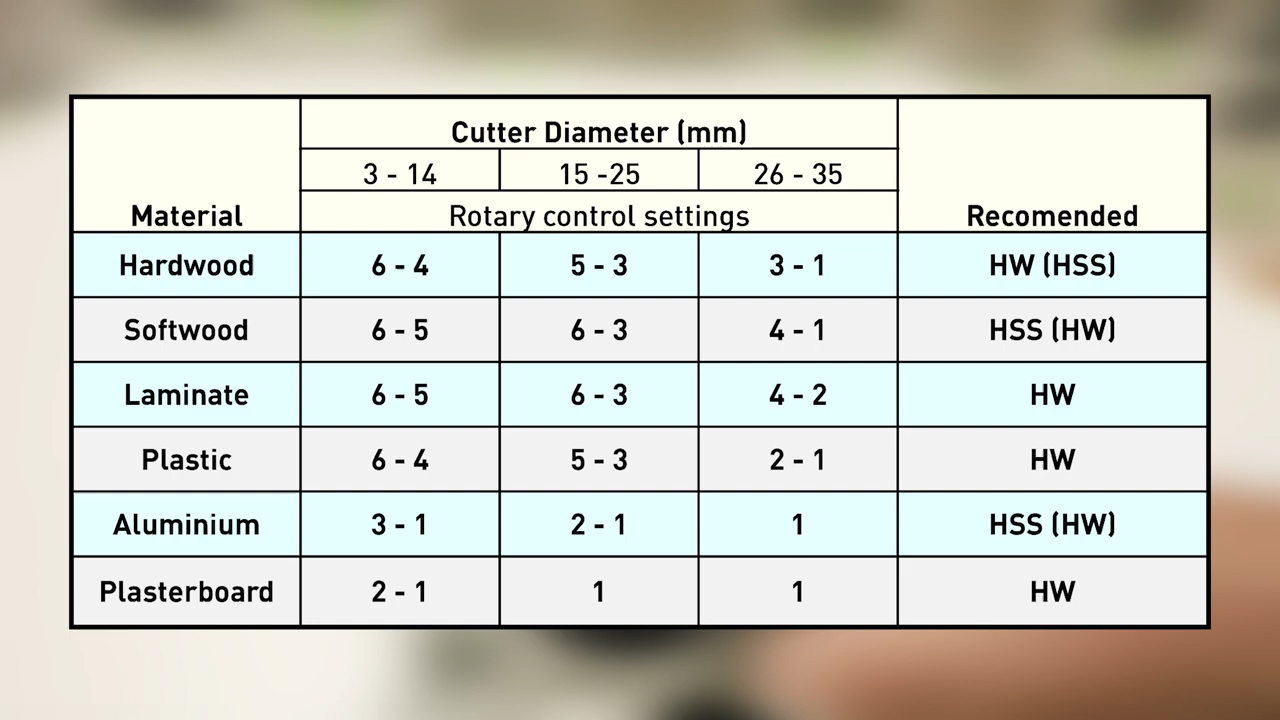 Cutter Diameter (mm)
3 - 14 15 -25 26 - 35
Material Rotary control settings Recomended
Hardwood 6 - 4 5 - 3 3 - 1 HW (HSS)
Softwood 6 - 5 6 - 3 4 - 1 HSS (HW)
Laminate 6 - 5 6 - 3 4 - 2 HW
Plastic 6 - 4 5 - 3 2 - 1 HW
Aluminium 3 - 1 2 - 1 1 HSS (HW)
Plasterboard 2 - 1 1 1 HW